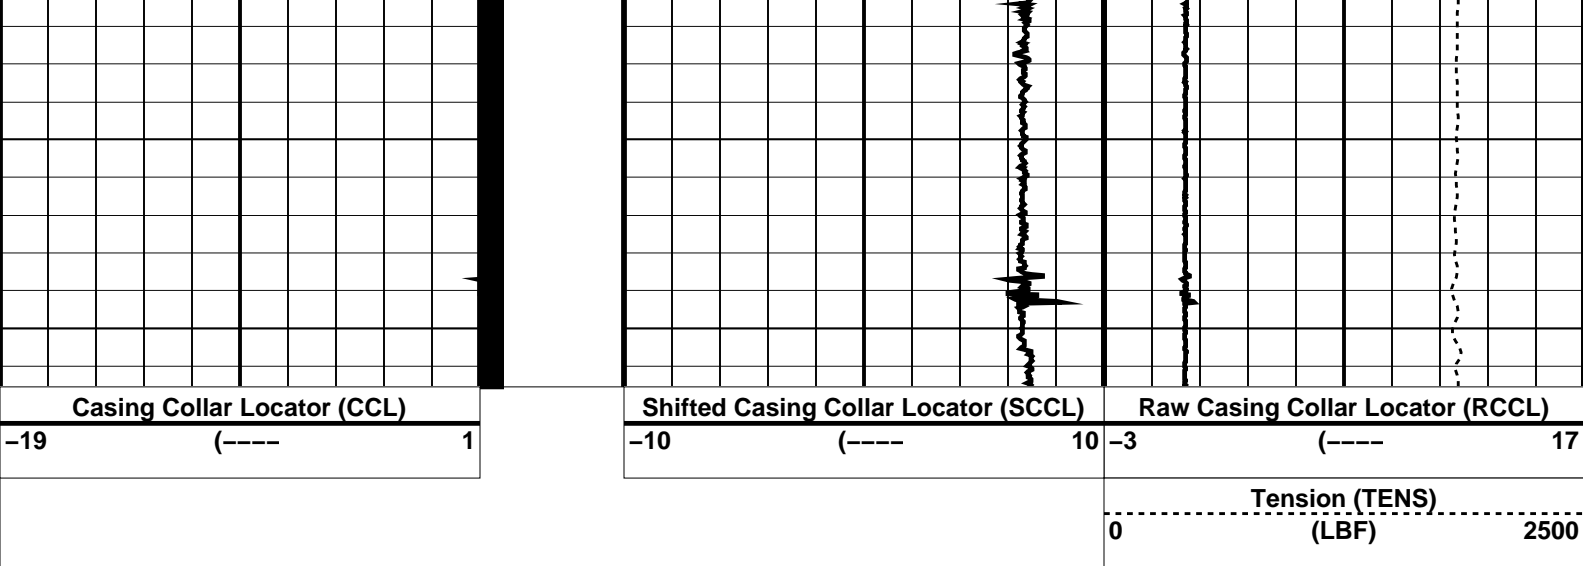 Casing Collar Locator (CCL)
–19 (–––– 1
Shifted Casing Collar Locator (SCCL)
–10 (–––– 10
Raw Casing Collar Locator (RCCL)
–3 (–––– 17
Tension (TENS)
0 (LBF) 2500